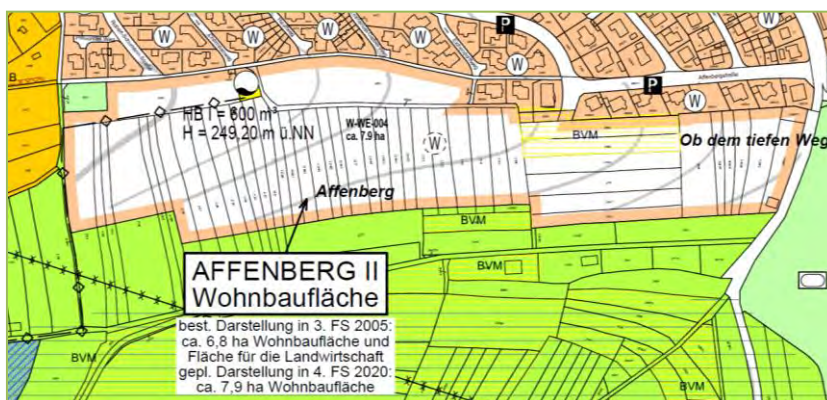 W
W
W
W
W
P
W
P
Affenbergstraße
W
B
HB I = 600 m³
H = 249,20 m ü.NN
W-WE-004
ca. 7.9 ha
W
BVM
Ob dem tiefen Weg
Affenberg
BVM
BVM
AFFENBERG II
Wohnbaufläche
best. Darstellung in 3. FS 2005:
ca. 6,8 ha Wohnbaufläche und
Fläche für die Landwirtschaft
gepl. Darstellung in 4. FS 2020:
ca. 7,9 ha Wohnbaufläche
BVM
BVM